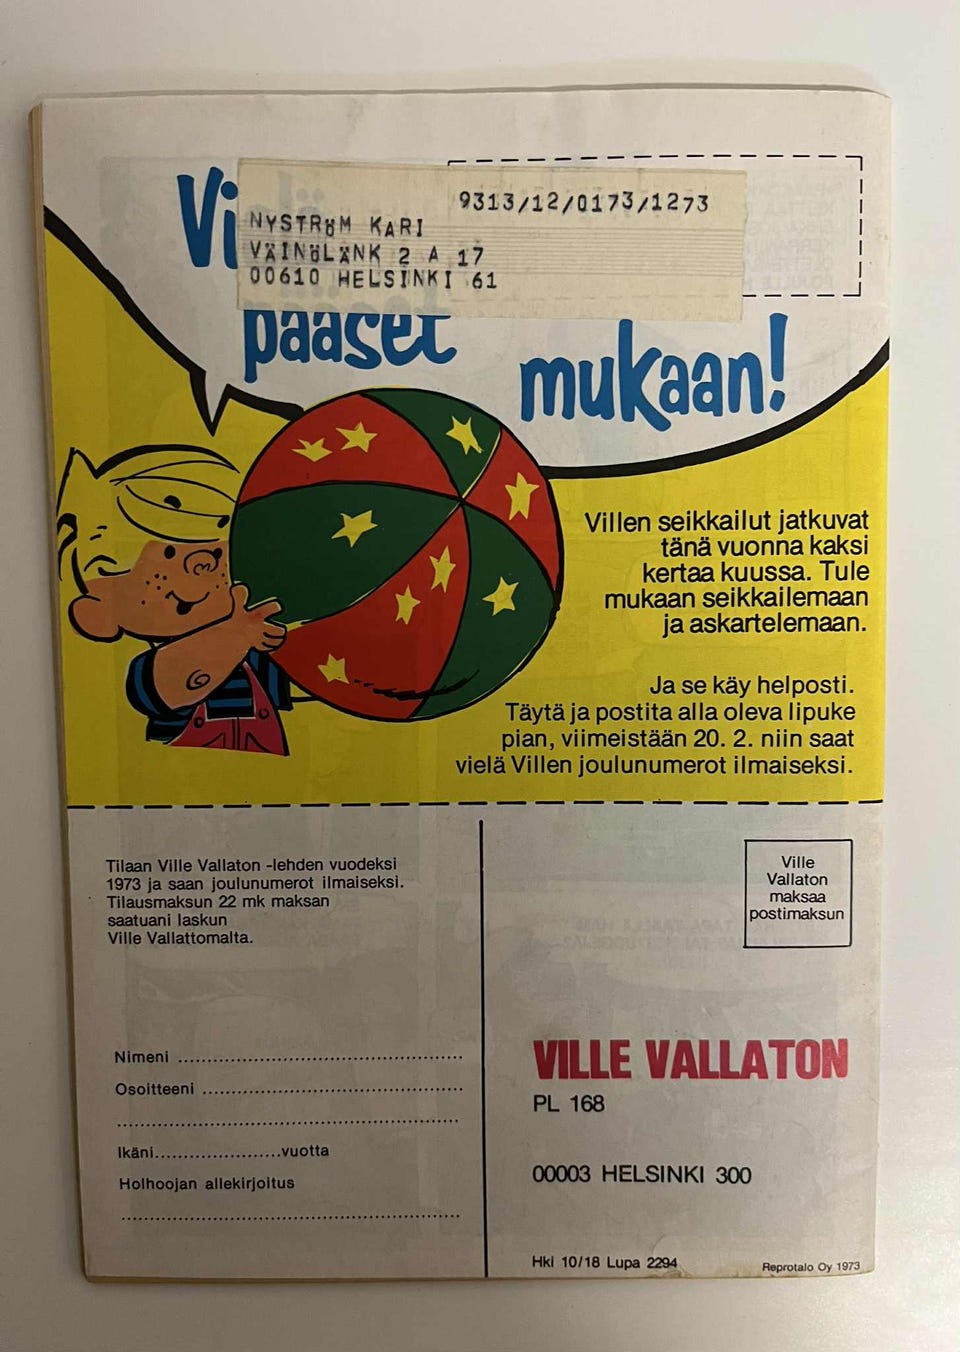 9313/12/0173/1273
NYSTRÖM KARI
VÄINÖLÄNK 2 A 17
00610 HELSINKI 61
pääset
mukaan!
Villen seikkailut jatkuvat
tänä vuonna kaksi
kertaa kuussa. Tule
mukaan seikkailemaan
ja askartelemaan.
Ja se käy helposti.
Täytä ja postita alla oleva lipuke
pian, viimeistään 20. 2. niin saat
vielä Villen joulunumerot ilmaiseksi.
Tilaan Ville Vallaton -lehden vuodeksi
1973 ja saan joulunumerot ilmaiseksi.
Tilausmaksun 22 mk maksan
saatuani laskun
Ville Vallattomalta.
Nimeni
Osoitteeni
Ikäni vuotta
Holhoojan allekirjoitus
Ville
Vallaton
maksaa
postimaksun
VILLE VALLATON
PL 168
00003 HELSINKI 300
Hki 10/18 Lupa 2294
Reprotalo Oy 1973